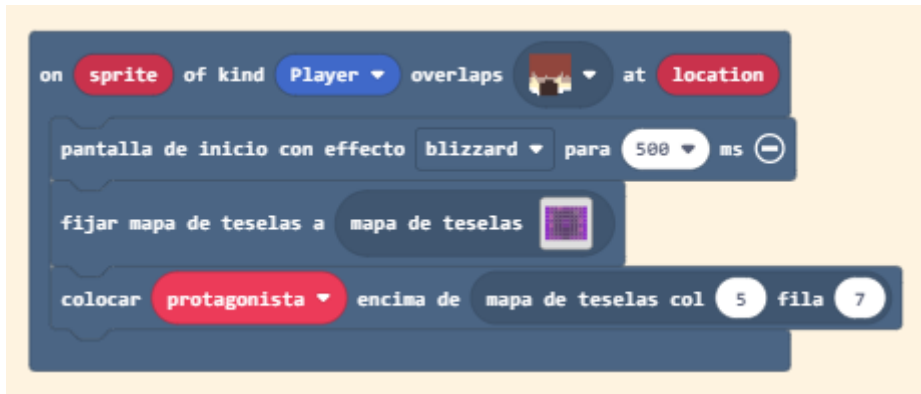 on sprite of kind Player overlaps at location
pantalla de inicio con effecto blizzard para 500 ms
fijar mapa de teselas a mapa de teselas
colocar protagonista encima de mapa de teselas col 5 fila 7